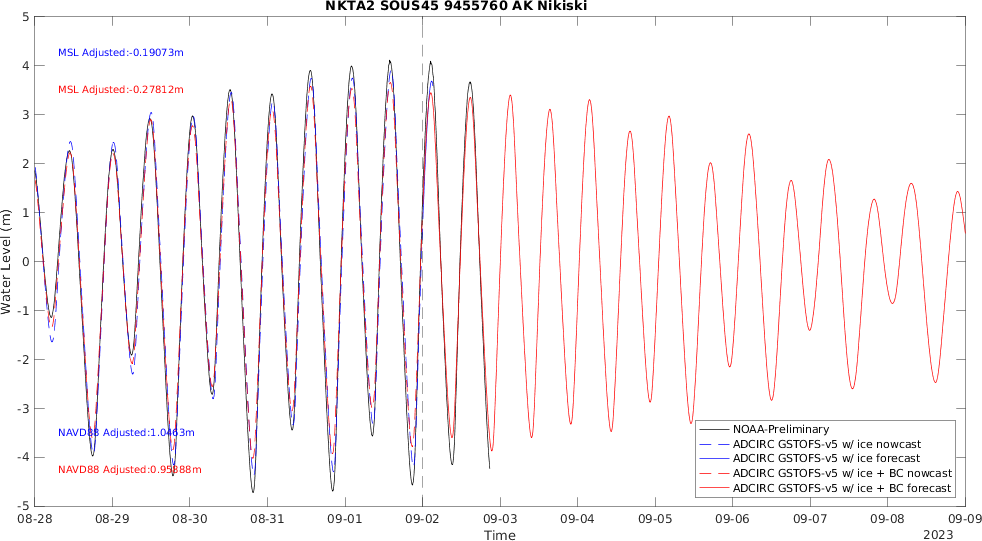 NKTA2 SOUS45 9455760 AK Nikiski
5
4
3
2
1
0
-1
-2
-3
-4
-5
Water Level (m)
MSL Adjusted:-0.19073m
MSL Adjusted:-0.27812m
NAVD88 Adjusted:1.0463m
NAVD88 Adjusted:0.95888m
NOAA-Preliminary
ADCIRC GSTOFS-v5 w/ ice nowcast
ADCIRC GSTOFS-v5 w/ ice forecast
ADCIRC GSTOFS-v5 w/ ice + BC nowcast
ADCIRC GSTOFS-v5 w/ ice + BC forecast
08-28 08-29 08-30 08-31 09-01 09-02 09-03 09-04 09-05 09-06 09-07 09-08 09-09
Time
2023